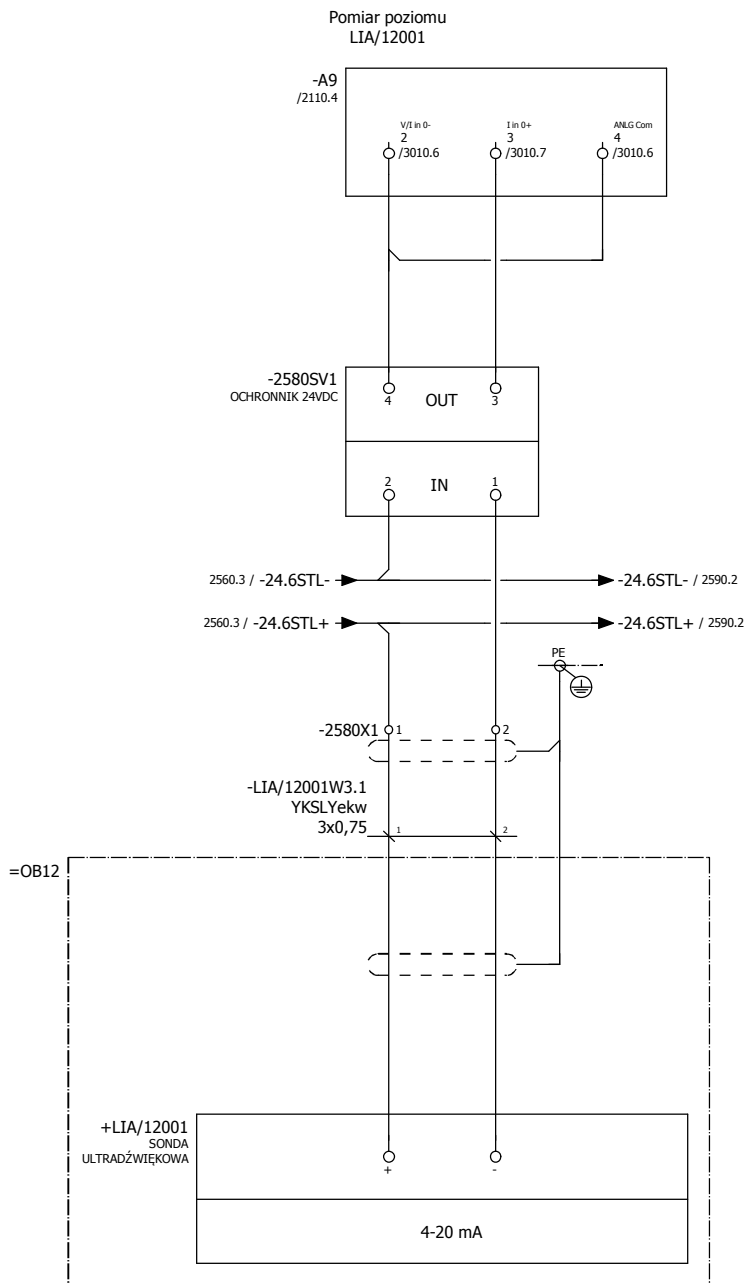 Pomiar poziomu
LIA/12001
-A9
/2110.4
V/I in 0-
2
/3010.6
I in 0+
3
/3010.7
ANLG Com
4
/3010.6
-2580SV1
OCHRONNIK 24VDC
4
OUT
3
2
IN
1
2560.3 / -24.6STL-
-24.6STL- / 2590.2
2560.3 / -24.6STL+
-24.6STL+ / 2590.2
PE
-2580X1
1
2
-LIA/12001W3.1
YKSLYekw
3x0,75
1
2
=OB12
+LIA/12001
SONDA
ULTRADŹWIĘKOWA
+
-
4-20 mA